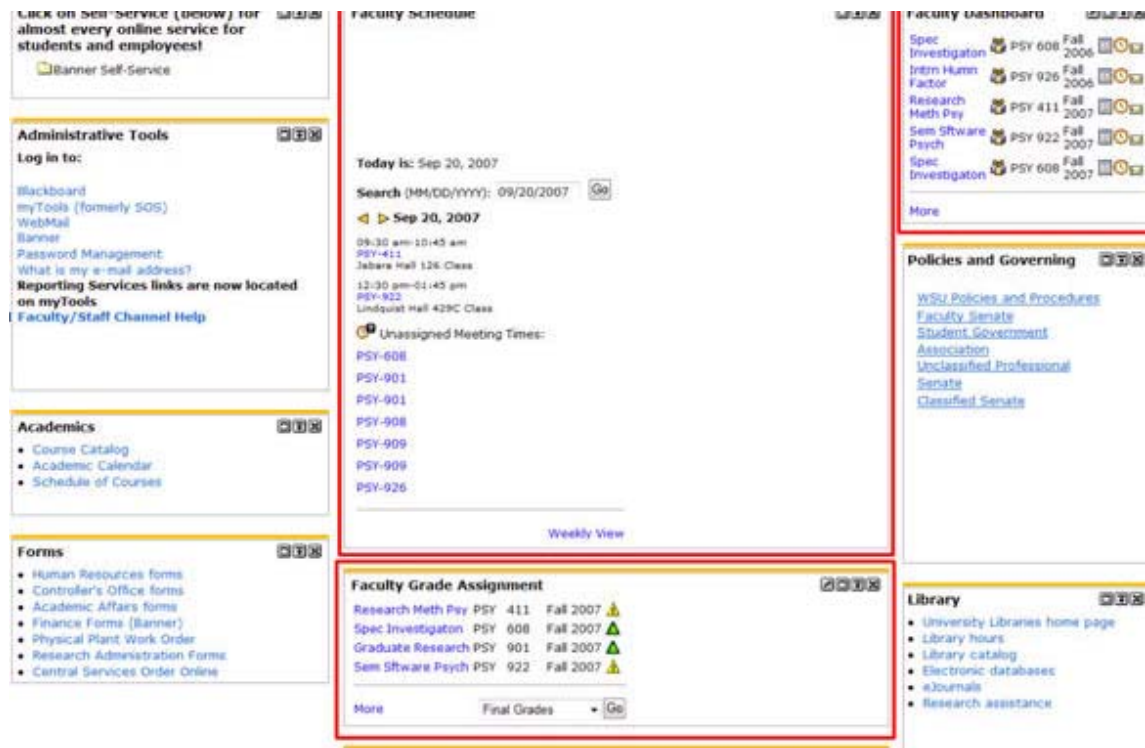 Click on Self-Service (below) for
almost every online service for
students and employees!
Banner Self-Service
Administrative Tools
Log in to:
Blackboard
myTools (formerly SOS)
WebMail
Banner
Password Management
What is my e-mail address?
Reporting Services links are now located
on myTools
Faculty/Staff Channel Help
Academics
• Course Catalog
• Academic Calendar
• Schedule of Courses
Forms
• Human Resources forms
• Controller's Office forms
• Academic Affairs forms
• Finance Forms (Banner)
• Physical Plant Work Order
• Research Administration Forms
• Central Services Order Online
Faculty Schedule
Today is: Sep 20, 2007
Search (MM/DD/YYYY): 09/20/2007 Go
Sep 20, 2007
09:30 am-10:45 am
PSY-411
Jabara Hall 126 Class
12:30 pm-01:45 pm
PSY-922
Lindquist Hall 429C Class
Unassigned Meeting Times:
PSY-608
PSY-901
PSY-901
PSY-908
PSY-909
PSY-909
PSY-926
Weekly View
Faculty Grade Assignment
Research Meth Psy PSY 411 Fall 2007
Spec Investigaton PSY 608 Fall 2007
Graduate Research PSY 901 Fall 2007
Sem Sftware Psych PSY 922 Fall 2007
More Final Grades Go
Faculty Dashboard
Spec Investigaton PSY 608 Fall 2006
Intrn Humn Factor PSY 926 Fall 2006
Research Meth Psy PSY 411 Fall 2007
Sem Sftware Psych PSY 922 Fall 2007
Spec Investigaton PSY 608 Fall 2007
More
Policies and Governing
WSU Policies and Procedures
Faculty Senate
Student Government
Association
Unclassified Professional
Senate
Classified Senate
Library
• University Libraries home page
• Library hours
• Library catalog
• Electronic databases
• eJournals
• Research assistance